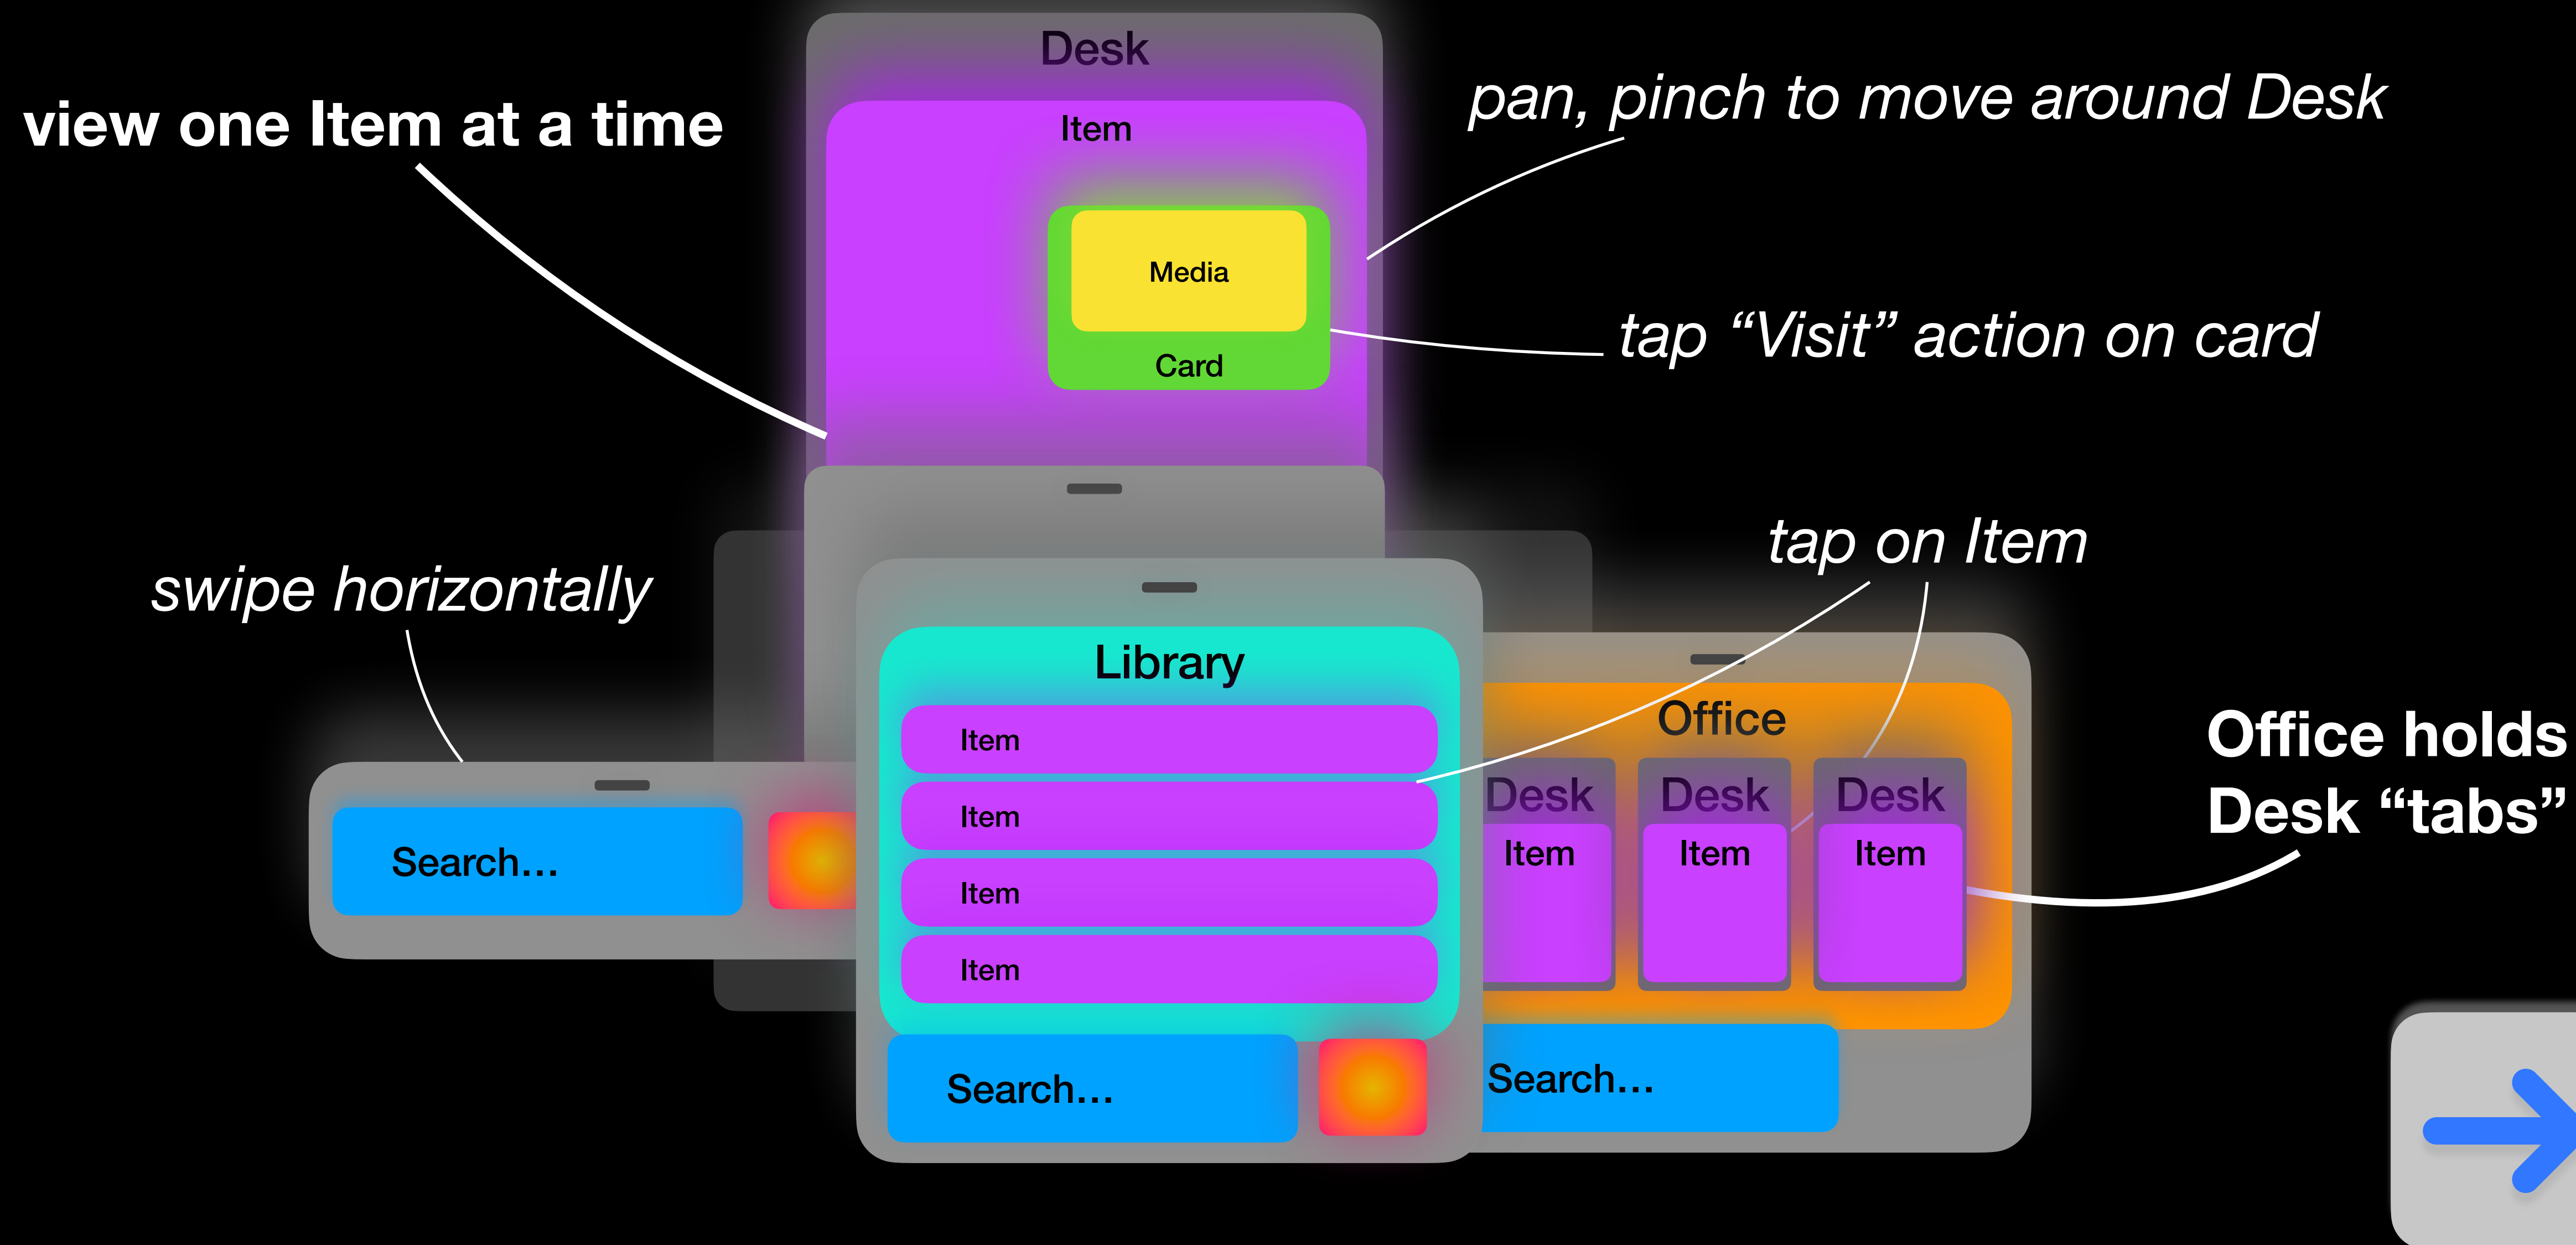 Desk
view one Item at a time
pan, pinch to move around Desk
Item
Media
tap “Visit” action on card
Card
tap on Item
swipe horizontally
Library
Office
Office holds
Desk “tabs”
Item
Item
Item
Item
Desk
Item
Desk
Item
Desk
Item
Search...
Search...
Search...